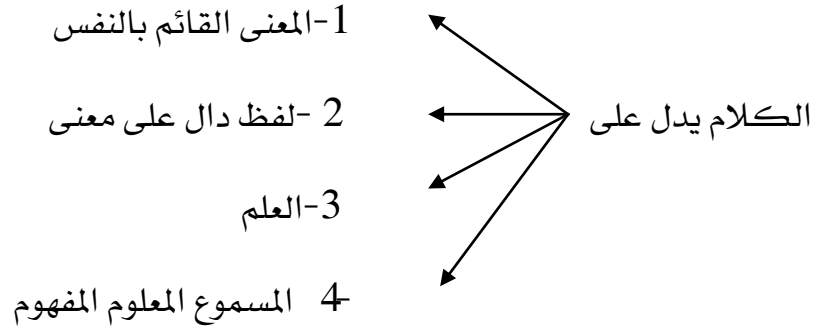 1-المعنى القائم بالنفس
الكلام يدل على
2 -لفظ دال على معنى
3-العلم
4- المسموع المعلوم المفهوم